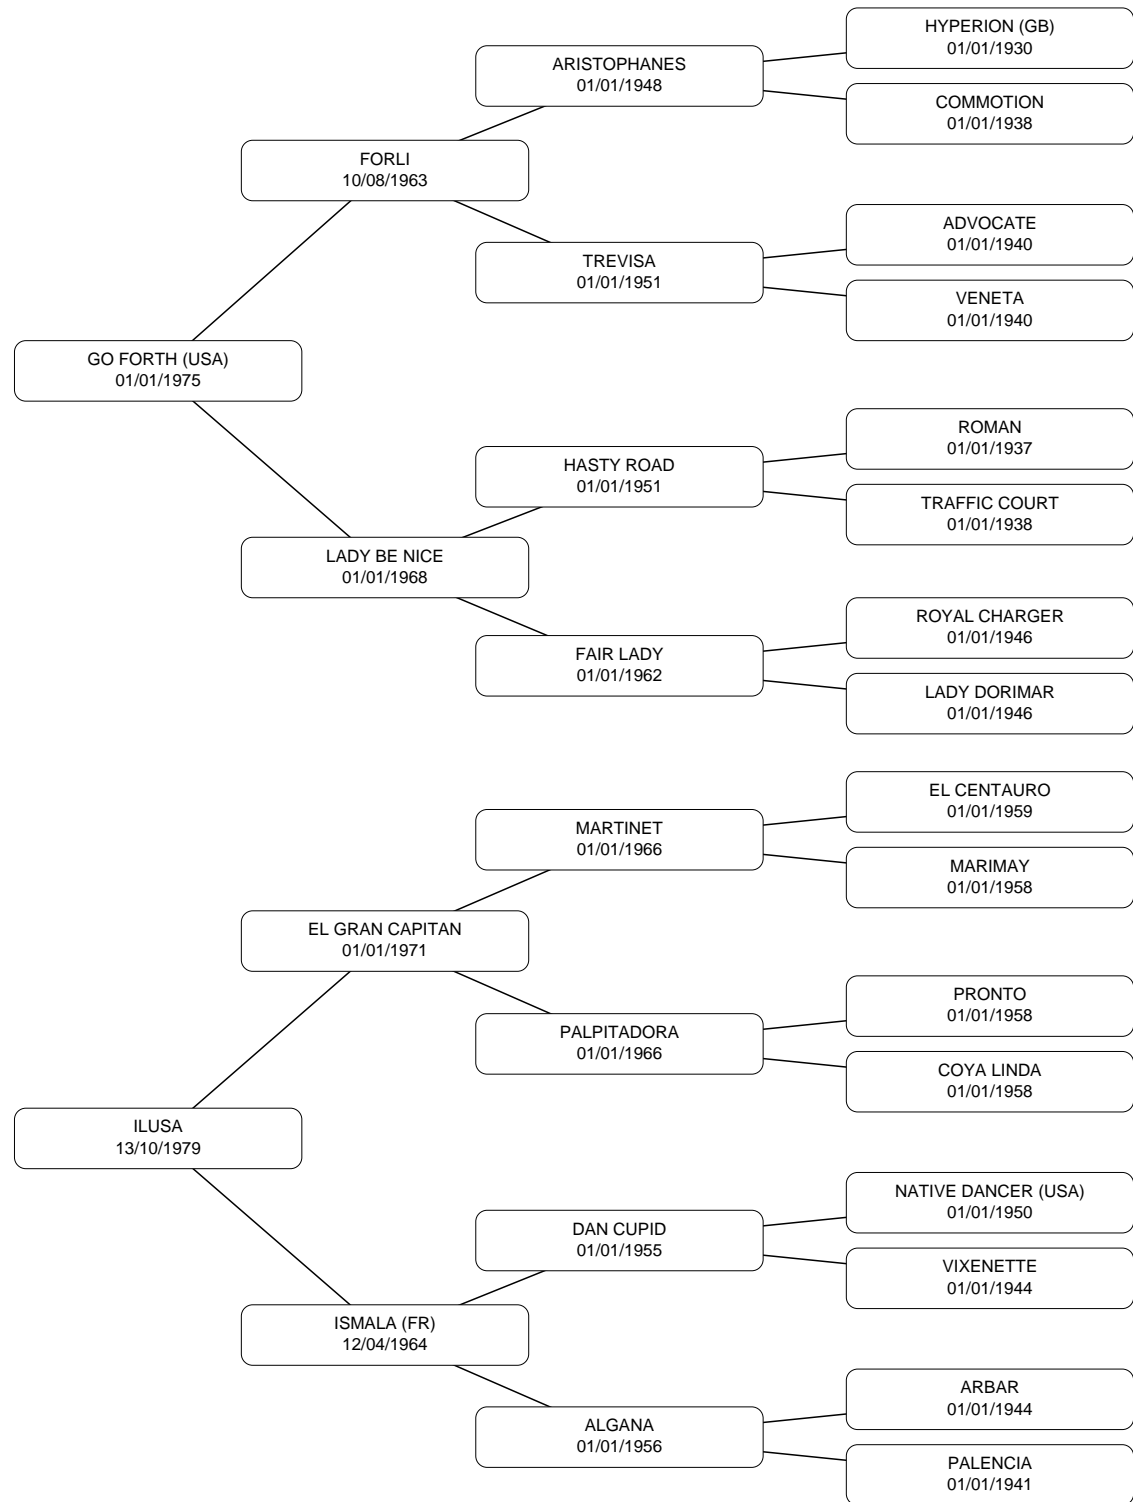 HYPERION (GB)
01/01/1930
ARISTOPHANES
01/01/1948
COMMOTION
01/01/1938
FORLI
10/08/1963
ADVOCATE
01/01/1940
TREVISA
01/01/1951
VENETA
01/01/1940
GO FORTH (USA)
01/01/1975
ROMAN
01/01/1937
HASTY ROAD
01/01/1951
TRAFFIC COURT
01/01/1938
LADY BE NICE
01/01/1968
ROYAL CHARGER
01/01/1946
FAIR LADY
01/01/1962
LADY DORIMAR
01/01/1946
EL CENTAURO
01/01/1959
MARTINET
01/01/1966
MARIMAY
01/01/1958
EL GRAN CAPITAN
01/01/1971
PRONTO
01/01/1958
PALPITADORA
01/01/1966
COYA LINDA
01/01/1958
ILUSA
13/10/1979
NATIVE DANCER (USA)
01/01/1950
DAN CUPID
01/01/1955
VIXENETTE
01/01/1944
ISMALA (FR)
12/04/1964
ARBAR
01/01/1944
ALGANA
01/01/1956
PALENCIA
01/01/1941